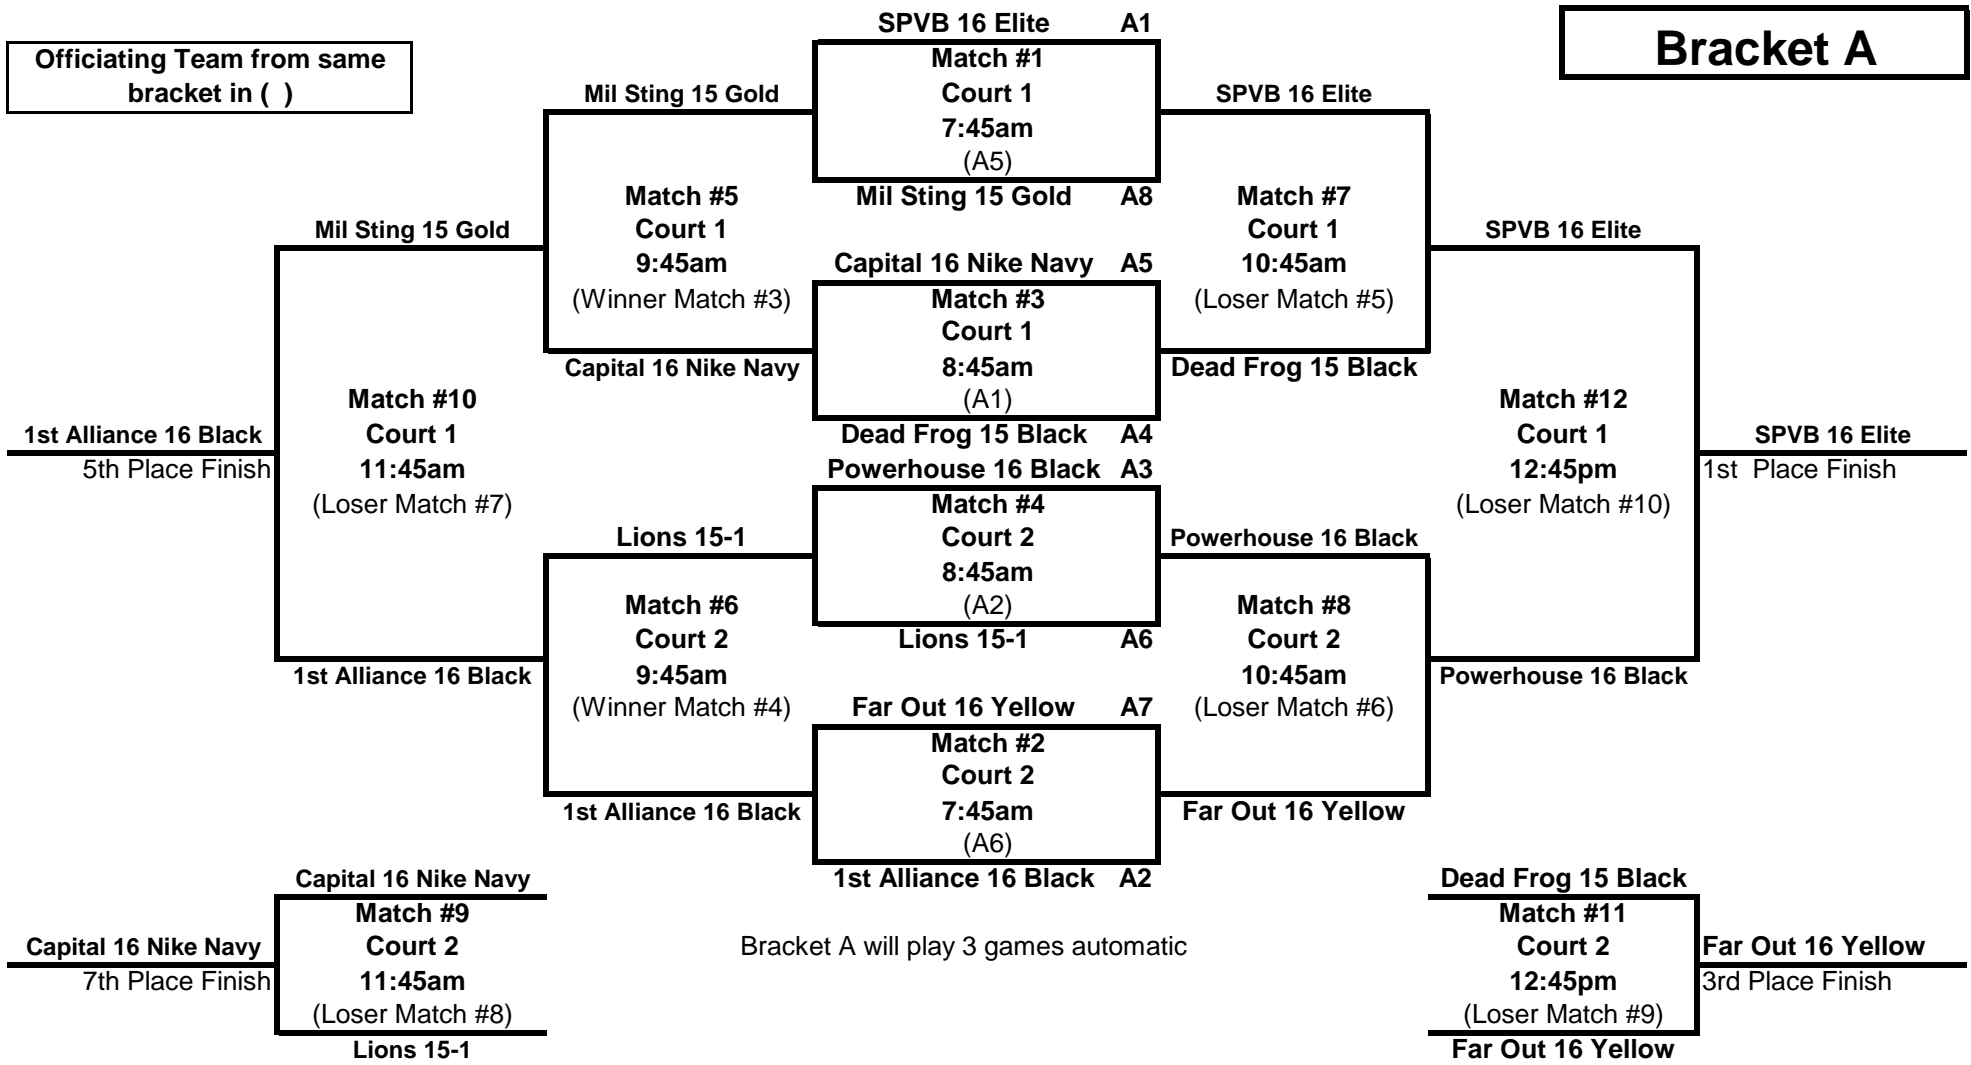 SPVB 16 Elite A1
Bracket A
Officiating Team from same
bracket in ( )
Match #1
Court 1
7:45am
(A5)
Mil Sting 15 Gold A8
Mil Sting 15 Gold
SPVB 16 Elite
Match #5
Court 1
9:45am
(Winner Match #3)
Match #7
Court 1
10:45am
(Loser Match #5)
Mil Sting 15 Gold
SPVB 16 Elite
Capital 16 Nike Navy A5
Match #3
Court 1
8:45am
(A1)
Dead Frog 15 Black A4
Capital 16 Nike Navy
Dead Frog 15 Black
Match #10
Court 1
11:45am
(Loser Match #7)
Match #12
Court 1
12:45pm
(Loser Match #10)
1st Alliance 16 Black
5th Place Finish
SPVB 16 Elite
1st Place Finish
Powerhouse 16 Black A3
Match #4
Court 2
8:45am
(A2)
Lions 15-1 A6
Lions 15-1
Powerhouse 16 Black
Match #6
Court 2
9:45am
(Winner Match #4)
Match #8
Court 2
10:45am
(Loser Match #6)
1st Alliance 16 Black
Powerhouse 16 Black
Far Out 16 Yellow A7
Match #2
Court 2
7:45am
(A6)
1st Alliance 16 Black A2
1st Alliance 16 Black
Far Out 16 Yellow
Capital 16 Nike Navy
Match #9
Court 2
11:45am
(Loser Match #8)
Lions 15-1
Capital 16 Nike Navy
7th Place Finish
Bracket A will play 3 games automatic
Dead Frog 15 Black
Match #11
Court 2
12:45pm
(Loser Match #9)
Far Out 16 Yellow
Far Out 16 Yellow
3rd Place Finish